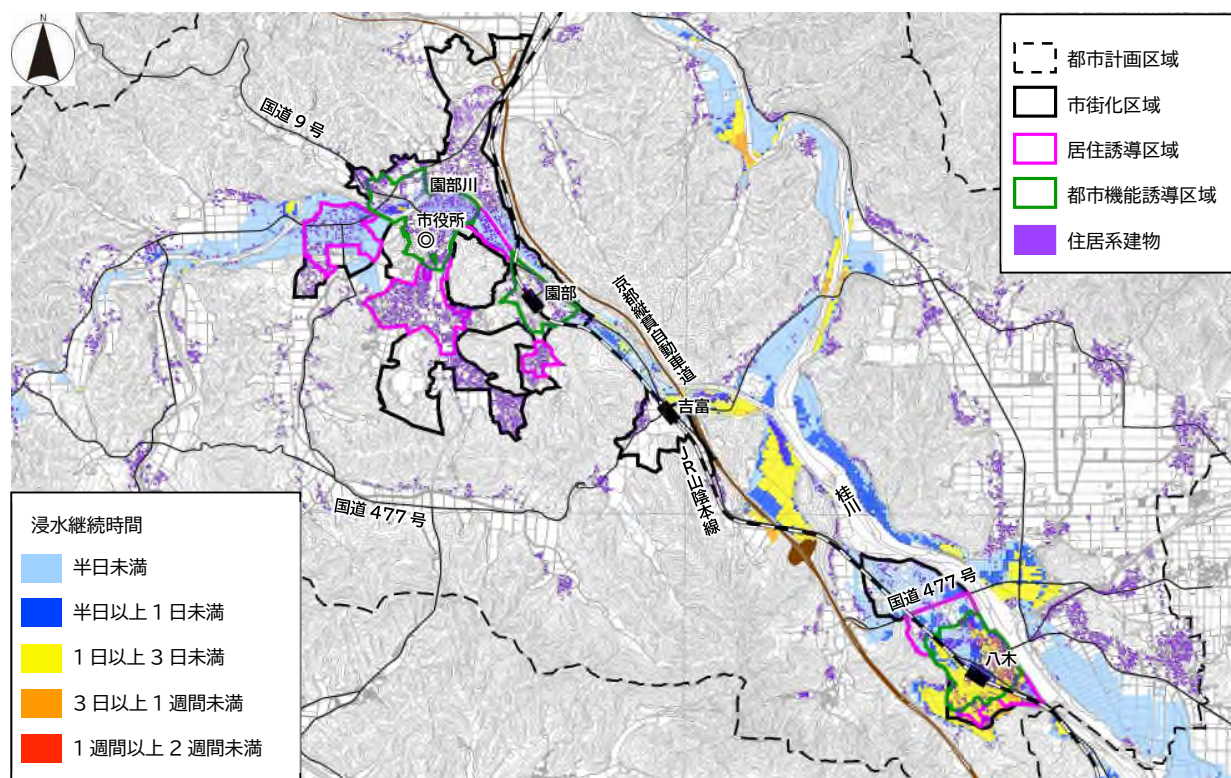 N
国道9号
園部川
市役所
園部
京都縦貫自動車道
吉富
JR山陰本線
桂川
国道477号
国道477号
八木
都市計画区域
市街化区域
居住誘導区域
都市機能誘導区域
住居系建物
浸水継続時間
半日未満
半日以上1日未満
1日以上3日未満
3日以上1週間未満
1週間以上2週間未満